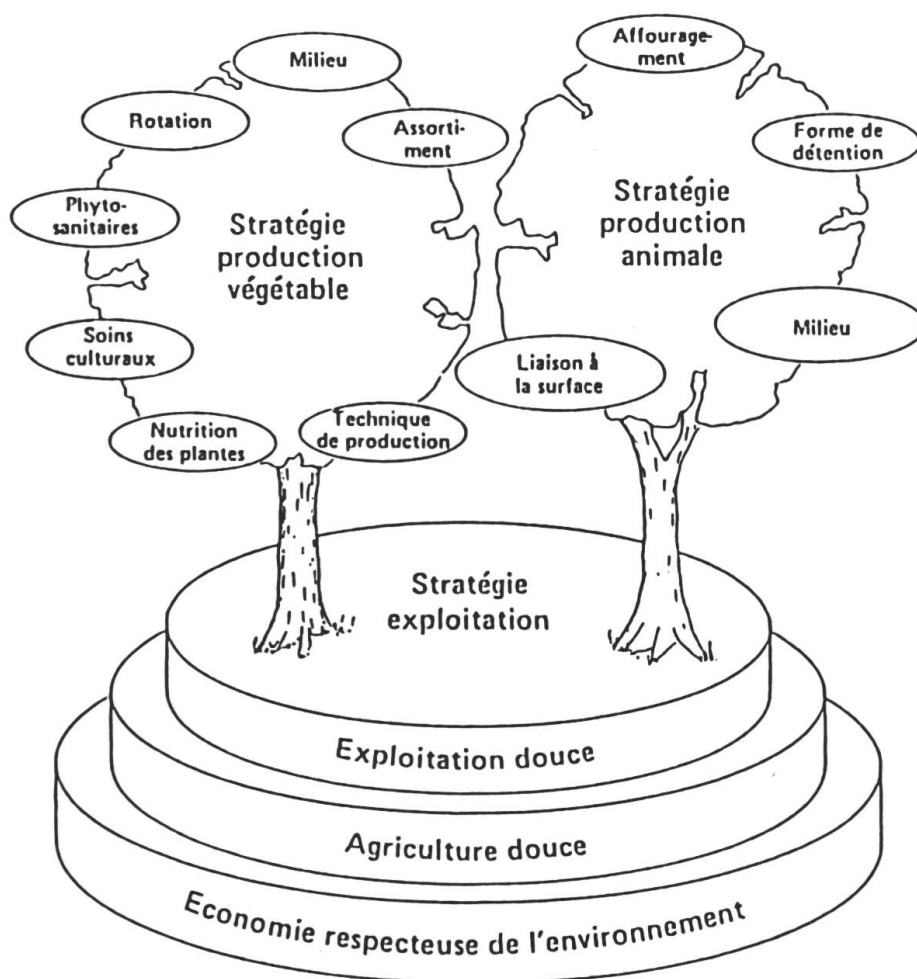 Milieu
Rotation
Assorti-
ment
Phyto-
sanitaires
Stratégie
production
végétable
Soins
culturaux
Nutrition
des plantes
Technique
de production
Affourage-
ment
Forme de
détention
Stratégie
production
animale
Milieu
Liaison à
la surface
Stratégie
exploitation
Exploitation douce
Agriculture douce
Economie respecteuse de l'environnement